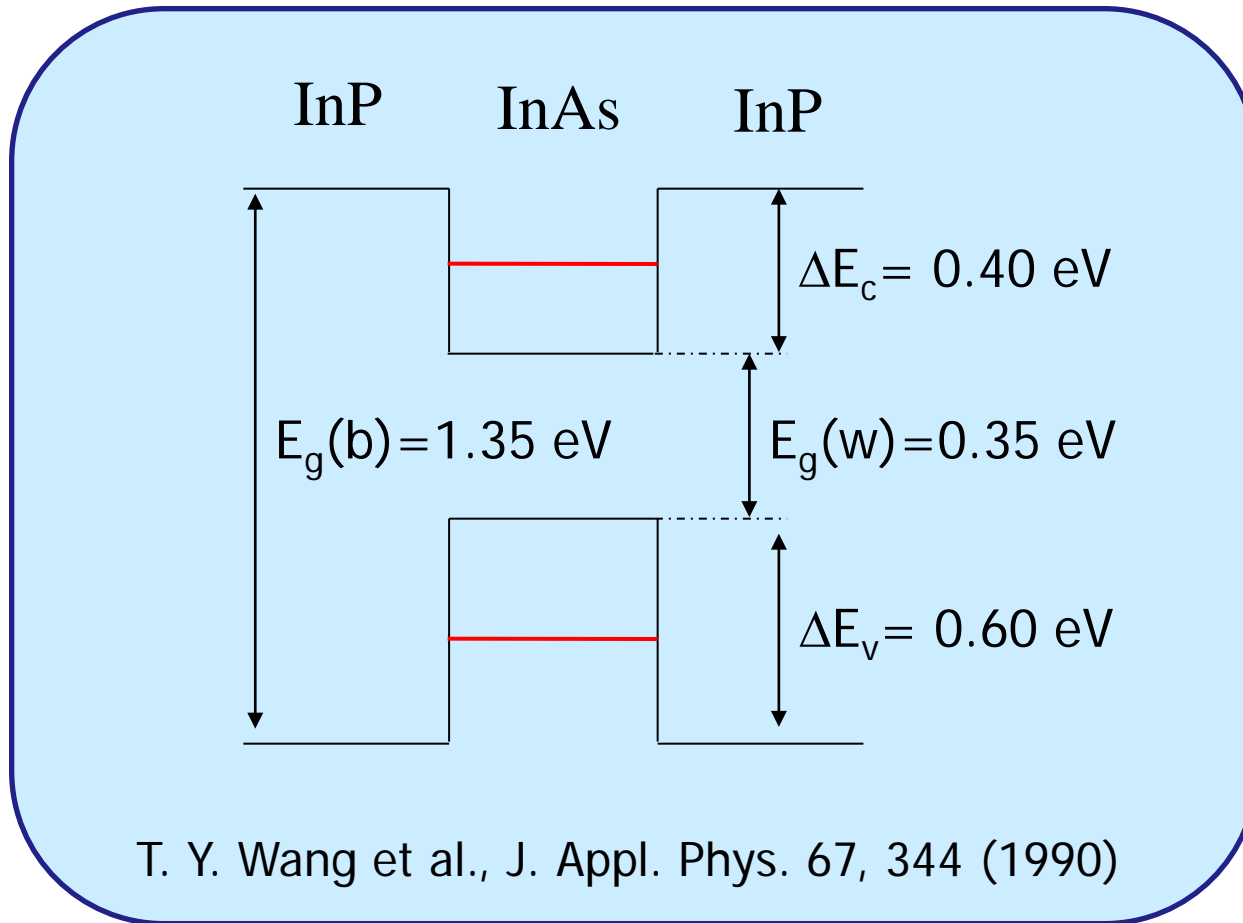 InP InAs InP
ΔEc= 0.40 eV
Eg(b)=1.35 eV Eg(w)=0.35 eV
ΔEv= 0.60 eV
T. Y. Wang et al., J. Appl. Phys. 67, 344 (1990)